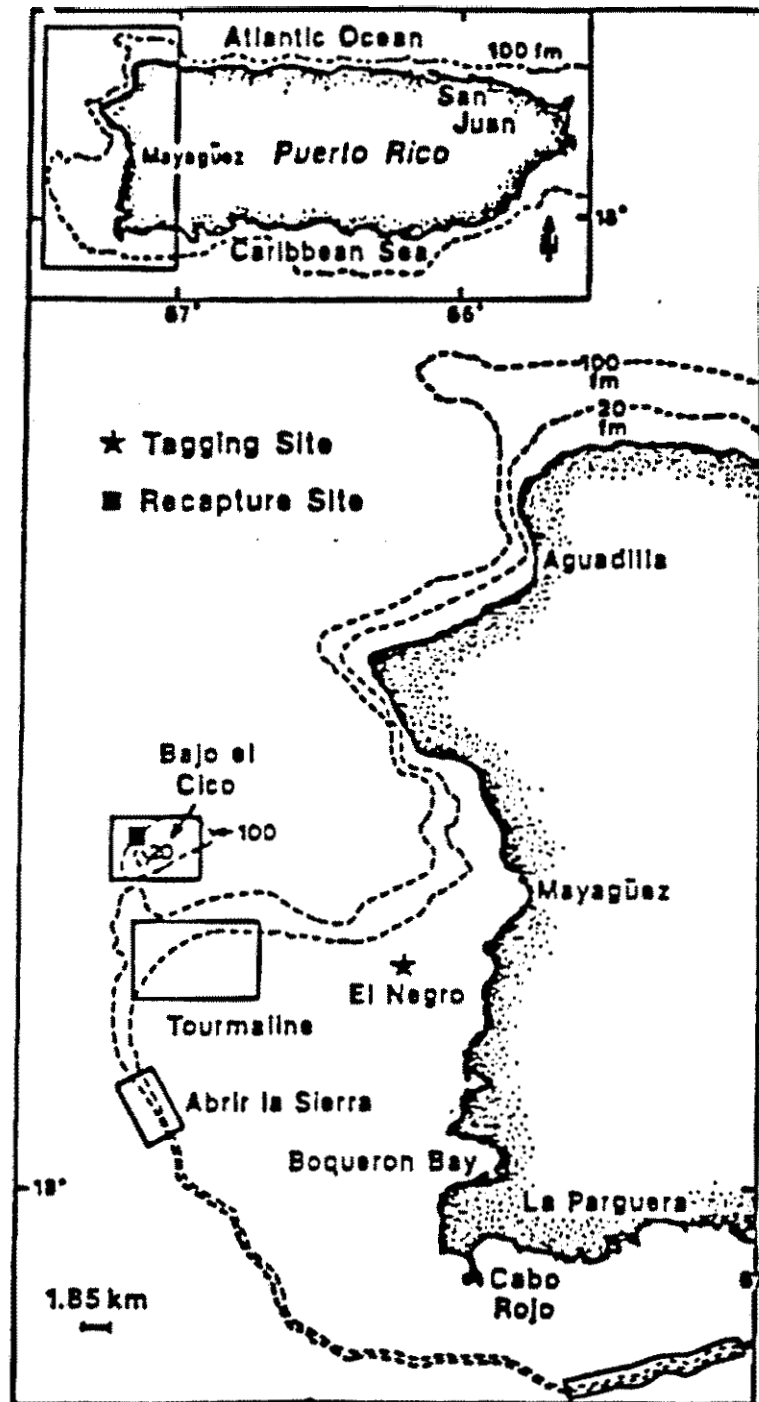 Atlantic Ocean
100 fm
San
Juan
Mayagüez
Puerto Rico
18°
Caribbean Sea
N
67°
66°
100
fm
20
fm
★ Tagging Site
■ Recapture Site
Aguadilla
Bajo el
Cico
100
20
Mayagüez
El Negro
Tourmaline
Abrir la Sierra
Boqueron Bay
18°
La Parguera
Cabo
Rojo
1.85 km